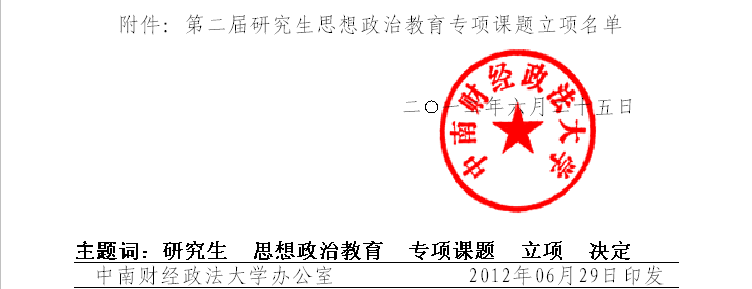 附件：第二届研究生思想政治教育专项课题立项名单
二〇一二年六月二十五日
中南财经政法大学
主题词：研究生 思想政治教育 专项课题 立项 决定
中南财经政法大学办公室 2012年06月29日印发